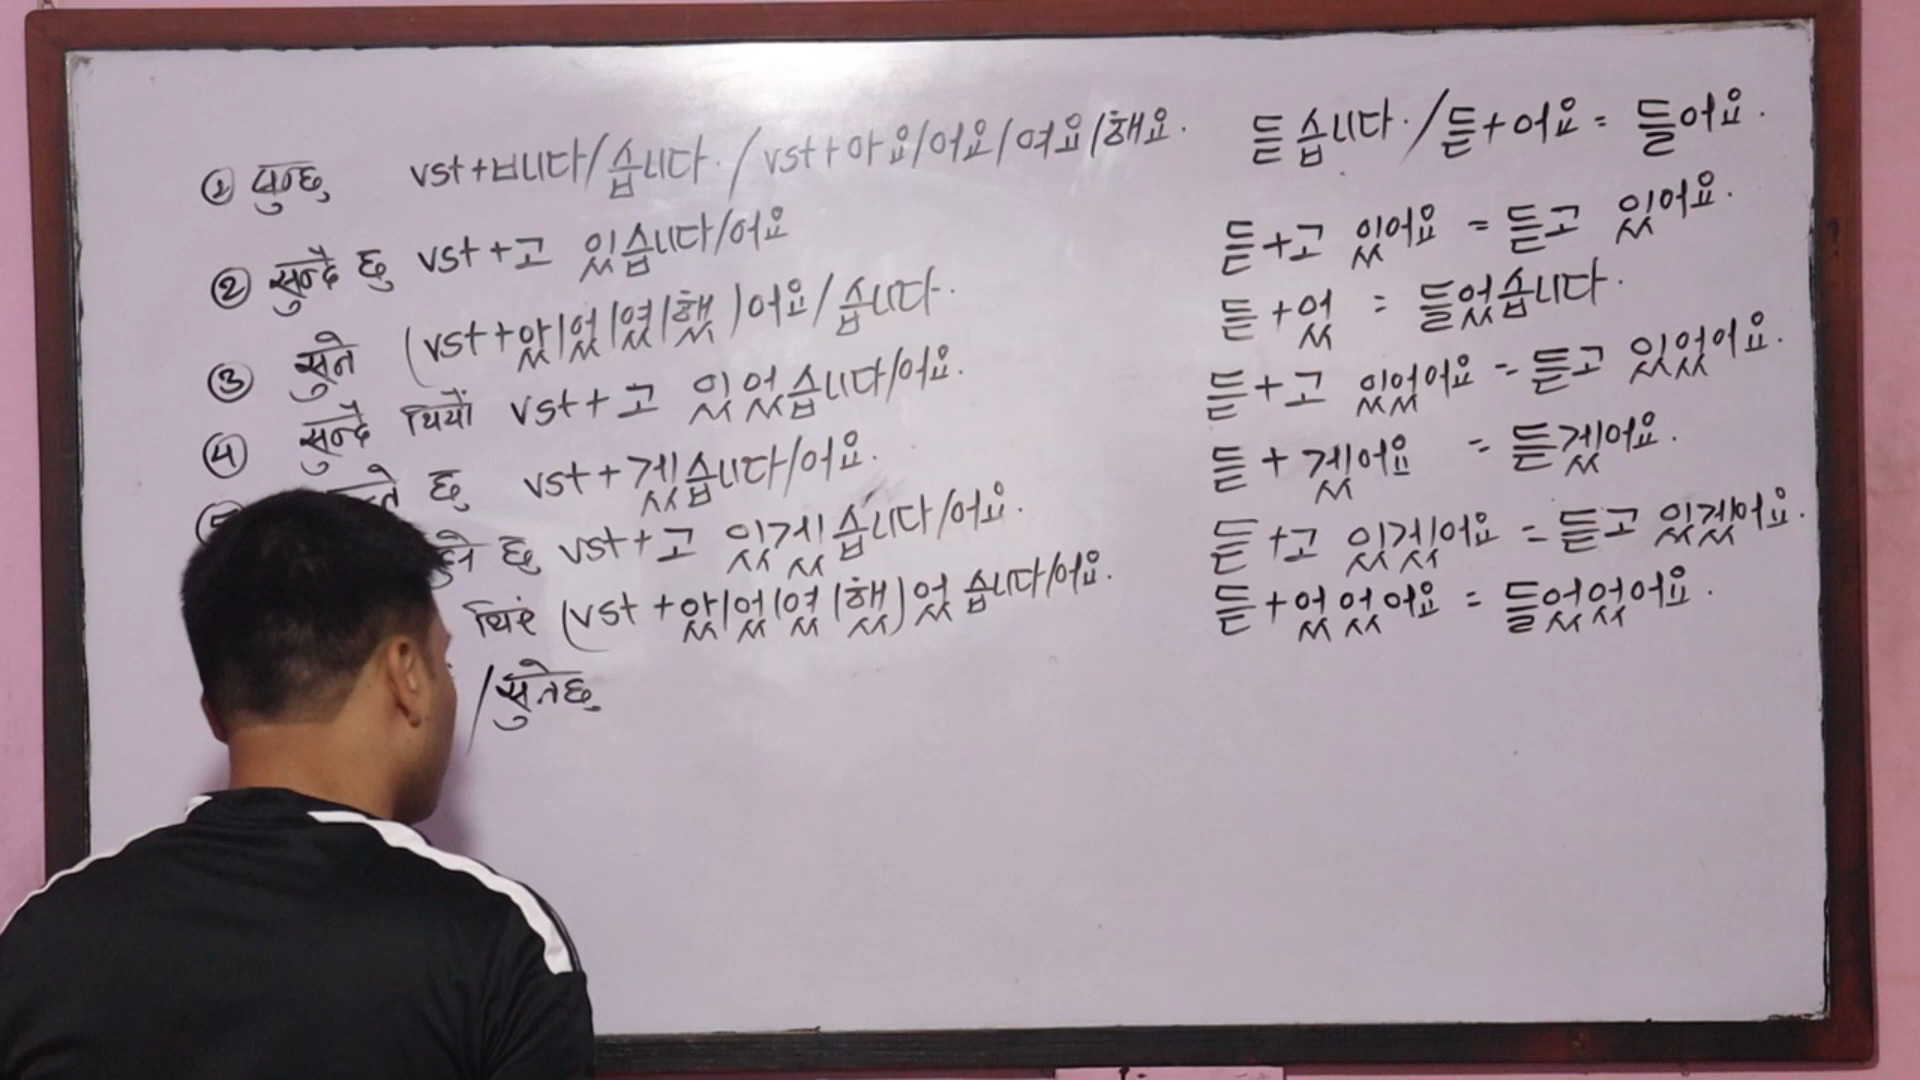 ① सुन्छु vst+ㅂ니다/습니다. / vst+아요/어요/여요/해요. 듣습니다. / 듣+어요 = 들어요.
② सुन्दै छु vst+고 있습니다/어요 듣+고 있어요 = 듣고 있어요.
③ सुने (vst+았/었/였/했)어요/습니다. 듣+었 = 들었습니다.
④ सुन्दै थियौं vst+고 있었습니다/어요. 듣+고 있었어요 = 듣고 있었어요.
⑤ छु vst+겠습니다/어요. 듣+겠어요 = 듣겠어요.
छु vst+고 있겠습니다/어요. 듣+고 있겠어요 = 듣고 있겠어요.
थिएं (vst+았/었/였/했)었습니다/어요. 듣+었었어요 = 들었었어요.
/सुनेछु